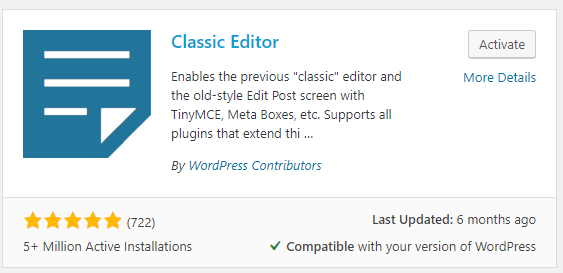 Classic Editor
Activate
More Details
Enables the previous "classic" editor and
the old-style Edit Post screen with
TinyMCE, Meta Boxes, etc. Supports all
plugins that extend thi ...
By WordPress Contributors
(722)
Last Updated: 6 months ago
5+ Million Active Installations
Compatible with your version of WordPress